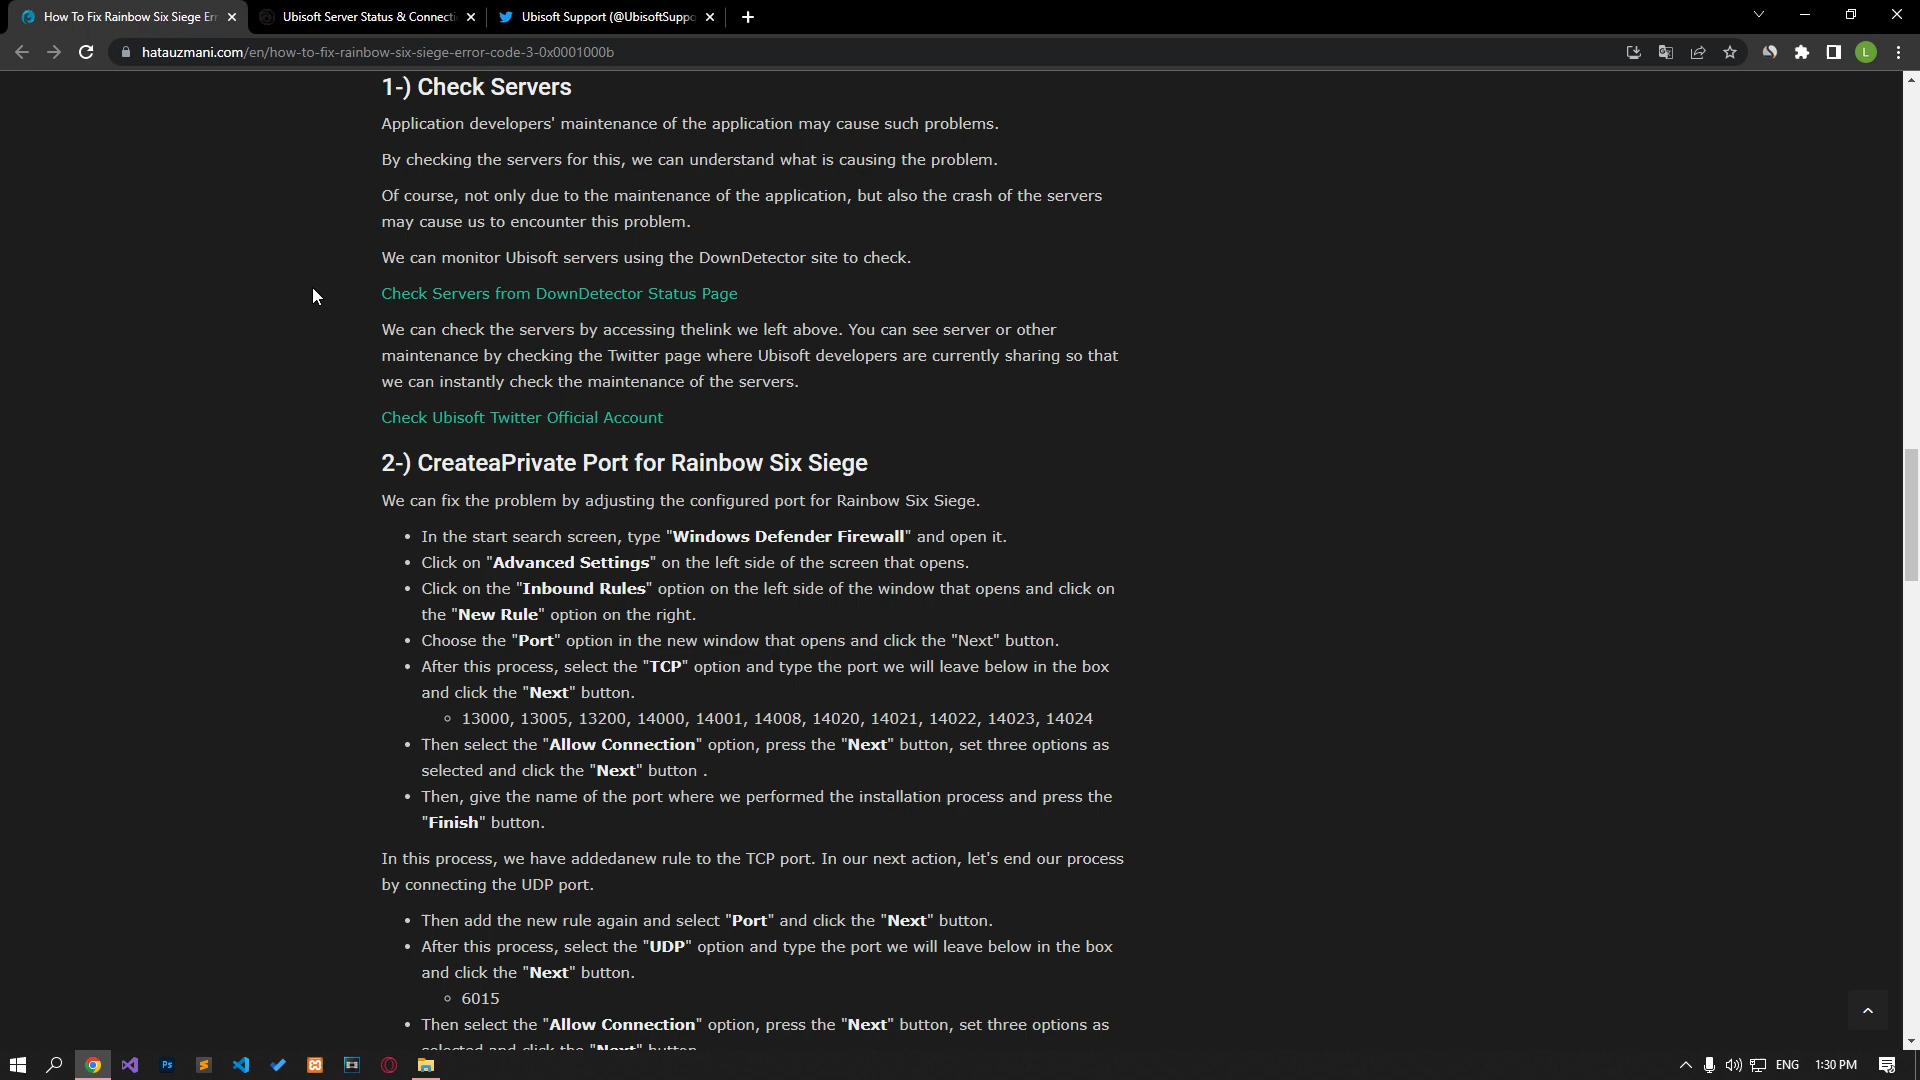 How To Fix Rainbow Six Siege Er
Ubisoft Server Status & Connecti
Ubisoft Support (@UbisoftSuppo
hatauzmani.com/en/how-to-fix-rainbow-six-siege-error-code-3-0x0001000b
L
1-) Check Servers
Application developers' maintenance of the application may cause such problems.
By checking the servers for this, we can understand what is causing the problem.
Of course, not only due to the maintenance of the application, but also the crash of the servers
may cause us to encounter this problem.
We can monitor Ubisoft servers using the DownDetector site to check.
Check Servers from DownDetector Status Page
We can check the servers by accessing thelink we left above. You can see server or other
maintenance by checking the Twitter page where Ubisoft developers are currently sharing so that
we can instantly check the maintenance of the servers.
Check Ubisoft Twitter Official Account
2-) CreateaPrivate Port for Rainbow Six Siege
We can fix the problem by adjusting the configured port for Rainbow Six Siege.
• In the start search screen, type "Windows Defender Firewall" and open it.
• Click on "Advanced Settings" on the left side of the screen that opens.
• Click on the "Inbound Rules" option on the left side of the window that opens and click on
the "New Rule" option on the right.
• Choose the "Port" option in the new window that opens and click the "Next" button.
• After this process, select the "TCP" option and type the port we will leave below in the box
and click the "Next" button.
◦ 13000, 13005, 13200, 14000, 14001, 14008, 14020, 14021, 14022, 14023, 14024
• Then select the "Allow Connection" option, press the "Next" button, set three options as
selected and click the "Next" button .
• Then, give the name of the port where we performed the installation process and press the
"Finish" button.
In this process, we have addedanew rule to the TCP port. In our next action, let's end our process
by connecting the UDP port.
• Then add the new rule again and select "Port" and click the "Next" button.
• After this process, select the "UDP" option and type the port we will leave below in the box
and click the "Next" button.
◦ 6015
• Then select the "Allow Connection" option, press the "Next" button, set three options as
selected and click the "Next" button
Ps
ENG
1:30 PM